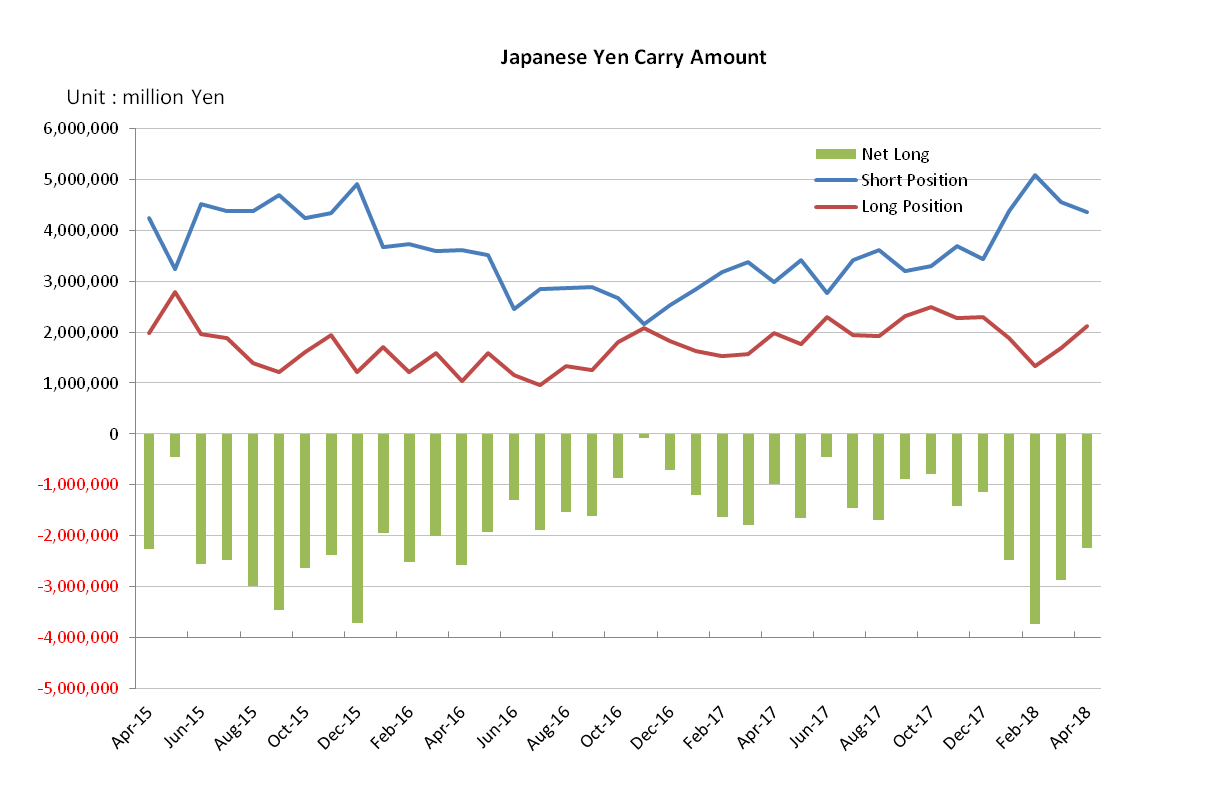 Japanese Yen Carry Amount
Unit : million Yen
6,000,000
5,000,000
4,000,000
3,000,000
2,000,000
1,000,000
0
-1,000,000
-2,000,000
-3,000,000
-4,000,000
-5,000,000
Net Long
Short Position
Long Position
Apr-15
Jun-15
Aug-15
Oct-15
Dec-15
Feb-16
Apr-16
Jun-16
Aug-16
Oct-16
Dec-16
Feb-17
Apr-17
Jun-17
Aug-17
Oct-17
Dec-17
Feb-18
Apr-18